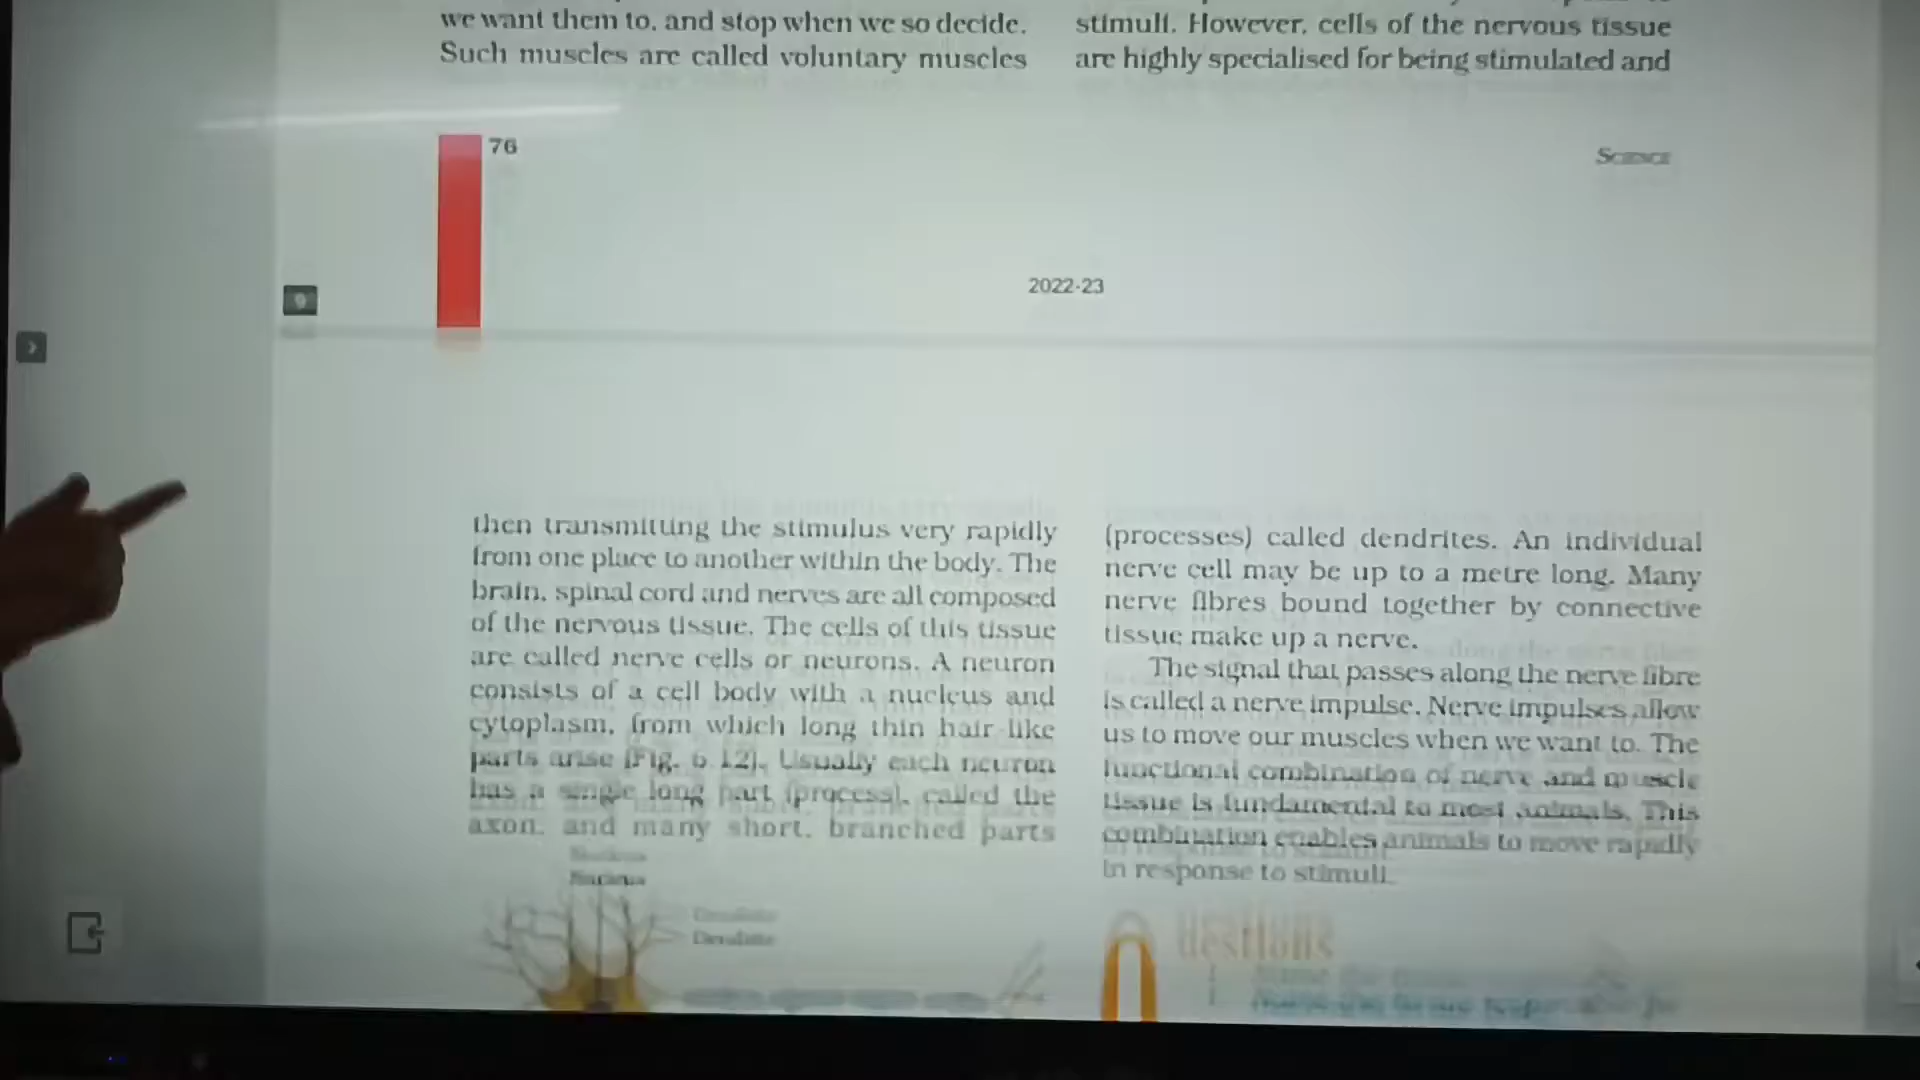 we want them to, and stop when we so decide.
Such muscles are called voluntary muscles
stimuli. However, cells of the nervous tissue
are highly specialised for being stimulated and
76
SCIENCE
9
2022-23
then transmitting the stimulus very rapidly
from one place to another within the body. The
brain, spinal cord and nerves are all composed
of the nervous tissue. The cells of this tissue
are called nerve cells or neurons. A neuron
consists of a cell body with a nucleus and
cytoplasm, from which long thin hair-like
parts arise (Fig. 6.12). Usually each neuron
has a single long part (process), called the
axon, and many short, branched parts
Nucleus
Dendrite
(processes) called dendrites. An individual
nerve cell may be up to a metre long. Many
nerve fibres bound together by connective
tissue make up a nerve.
The signal that passes along the nerve fibre
is called a nerve impulse. Nerve impulses allow
us to move our muscles when we want to. The
functional combination of nerve and muscle
tissue is fundamental to most animals. This
combination enables animals to move rapidly
in response to stimuli.
uestions